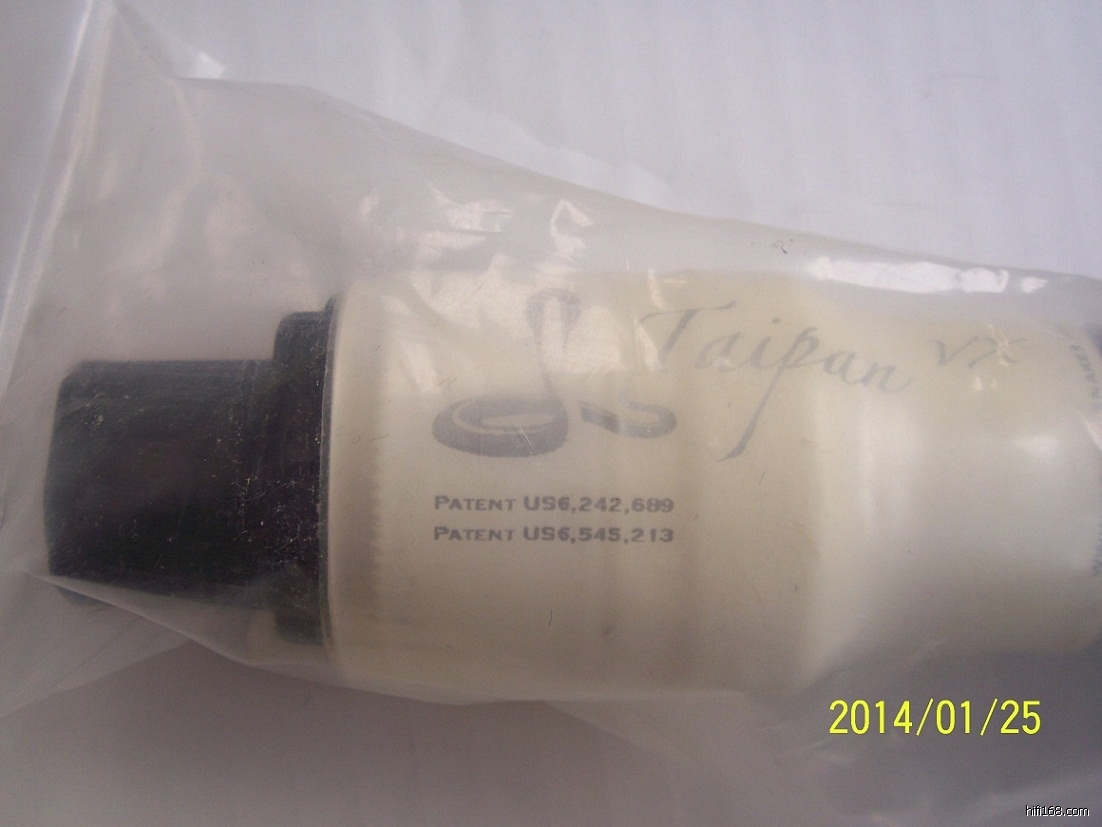 Taipan VX
PATENT US6,242,689
PATENT US6,545,213
2014/01/25
hifi168.com